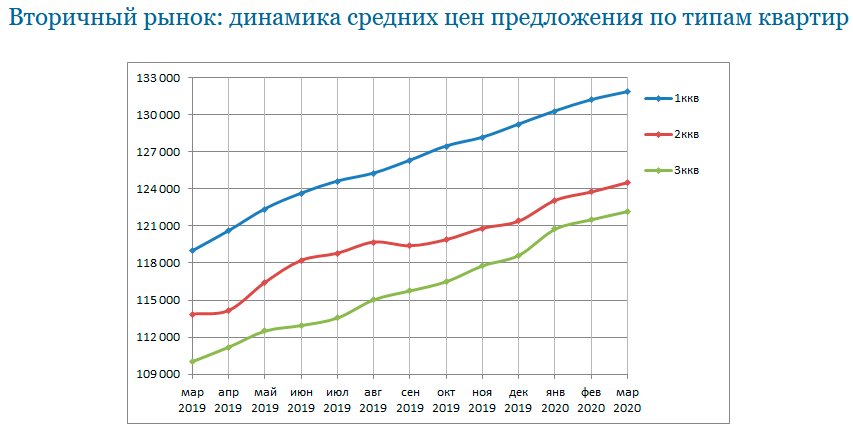 Вторичный рынок: динамика средних цен предложения по типам квартир
133 000
130 000
127 000
124 000
121 000
118 000
115 000
112 000
109 000
мар апр май июн июл авг сен окт ноя дек янв фев мар
2019 2019 2019 2019 2019 2019 2019 2019 2019 2019 2020 2020 2020
1ккв
2ккв
3ккв